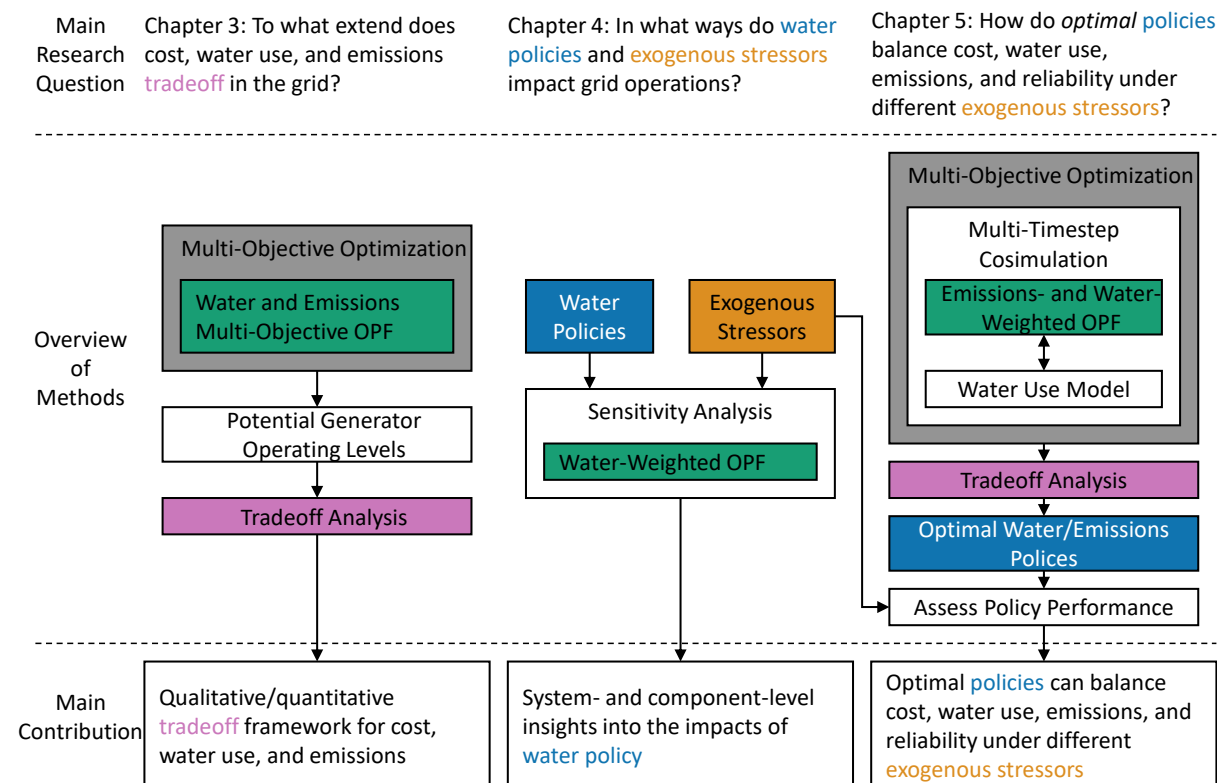 Main
Research
Question
Chapter 3: To what extend does
cost, water use, and emissions
tradeoff in the grid?
Chapter 4: In what ways do water
policies and exogenous stressors
impact grid operations?
Chapter 5: How do optimal policies
balance cost, water use,
emissions, and reliability under
different exogenous stressors?
Overview
of
Methods
Multi-Objective Optimization
Water and Emissions
Multi-Objective OPF
Potential Generator
Operating Levels
Tradeoff Analysis
Water
Policies
Exogenous
Stressors
Sensitivity Analysis
Water-Weighted OPF
Multi-Objective Optimization
Multi-Timestep
Cosimulation
Emissions- and Water-
Weighted OPF
Water Use Model
Tradeoff Analysis
Optimal Water/Emissions
Polices
Assess Policy Performance
Main
Contribution
Qualitative/quantitative
tradeoff framework for cost,
water use, and emissions
System- and component-level
insights into the impacts of
water policy
Optimal policies can balance
cost, water use, emissions, and
reliability under different
exogenous stressors